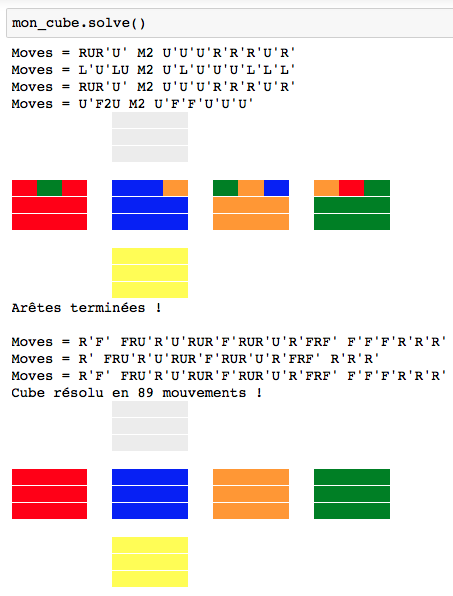 mon_cube.solve()
Moves = RUR'U' M2 U'U'U'R'R'R'U'R'
Moves = L'U'LU M2 U'L'U'U'U'L'L'L'
Moves = RUR'U' M2 U'U'U'R'R'R'U'R'
Moves = U'F2U M2 U'F'F'U'U'U'
Arêtes terminées !
Moves = R'F' FRU'R'U'RUR'F'RUR'U'R'FRF' F'F'F'R'R'R'
Moves = R' FRU'R'U'RUR'F'RUR'U'R'FRF' R'R'R'
Moves = R'F' FRU'R'U'RUR'F'RUR'U'R'FRF' F'F'F'R'R'R'
Cube résolu en 89 mouvements !